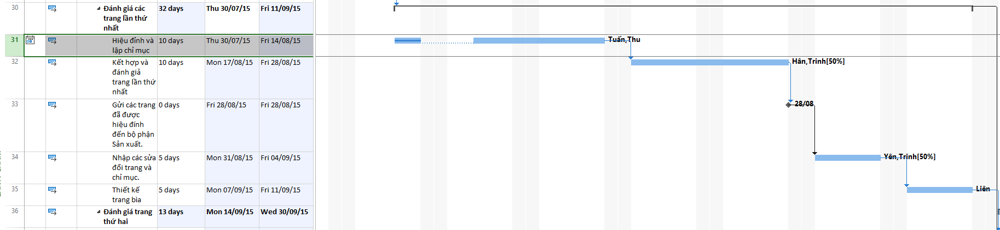 30 Đánh giá các 32 days Thu 30/07/15 Fri 11/09/15
trang lần thứ
nhất
31 Hiệu đỉnh và 10 days Thu 30/07/15 Fri 14/08/15 Tuấn,Thu
lập chỉ mục
32 Kết hợp và 10 days Mon 17/08/15 Fri 28/08/15 Hân,Trinh[50%]
đánh giả
trang lần thứ
nhất
33 Gửi các trang 0 days Fri 28/08/15 Fri 28/08/15 28/08
đã được
hiệu đính
đến bộ phận
Sản xuất.
34 Nhập các sửa 5 days Mon 31/08/15 Fri 04/09/15 Yên,Trinh[50%]
đổi trang và
chỉ mục.
35 Thiết kế 5 days Mon 07/09/15 Fri 11/09/15 Liên
trang bìa
36 Đánh giá trang 13 days Mon 14/09/15 Wed 30/09/15
thứ hai